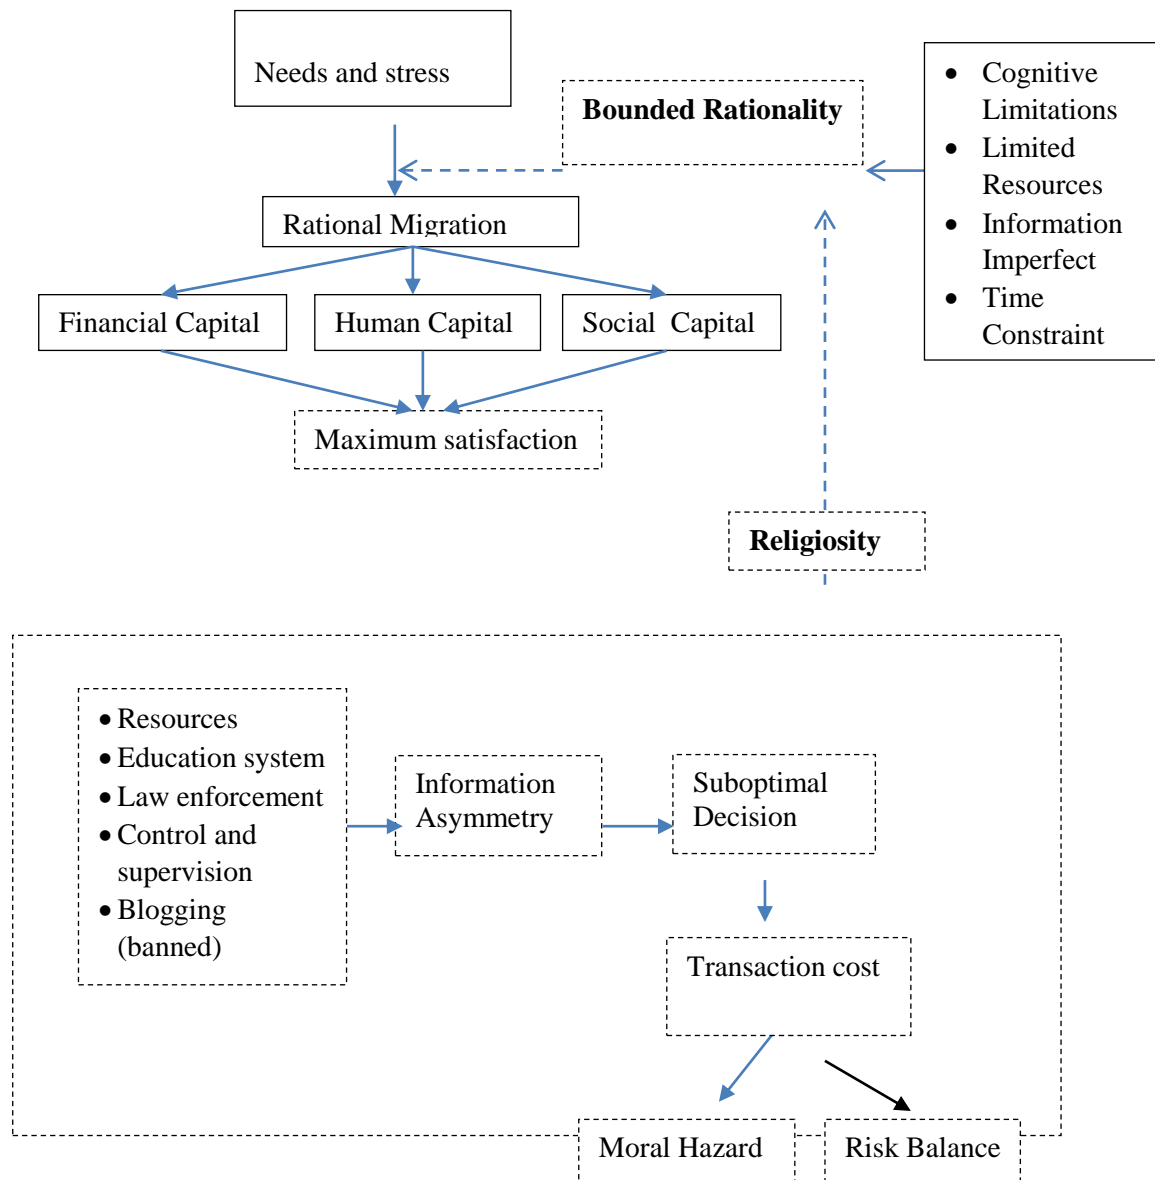 Needs and stress
Bounded Rationality
• Cognitive
Limitations
• Limited
Resources
• Information
Imperfect
• Time
Constraint
Rational Migration
Financial Capital
Human Capital
Social  Capital
Maximum satisfaction
Religiosity
• Resources
• Education system
• Law enforcement
• Control and
supervision
• Blogging
(banned)
Information
Asymmetry
Suboptimal
Decision
Transaction cost
Moral Hazard
Risk Balance